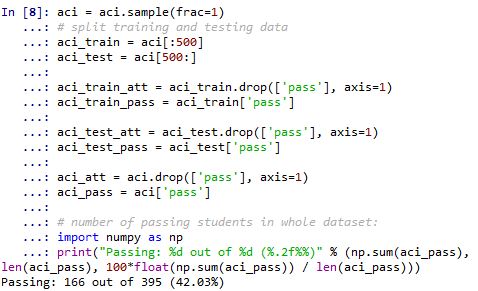 In [8]: aci = aci.sample(frac=1)
...: # split training and testing data
...: aci_train = aci[:500]
...: aci_test = aci[500:]
...:
...: aci_train_att = aci_train.drop(['pass'], axis=1)
...: aci_train_pass = aci_train['pass']
...:
...: aci_test_att = aci_test.drop(['pass'], axis=1)
...: aci_test_pass = aci_test['pass']
...:
...: aci_att = aci.drop(['pass'], axis=1)
...: aci_pass = aci['pass']
...:
...: # number of passing students in whole dataset:
...: import numpy as np
...: print("Passing: %d out of %d (%.2f%%)" % (np.sum(aci_pass),
len(aci_pass), 100*float(np.sum(aci_pass)) / len(aci_pass)))
Passing: 166 out of 395 (42.03%)